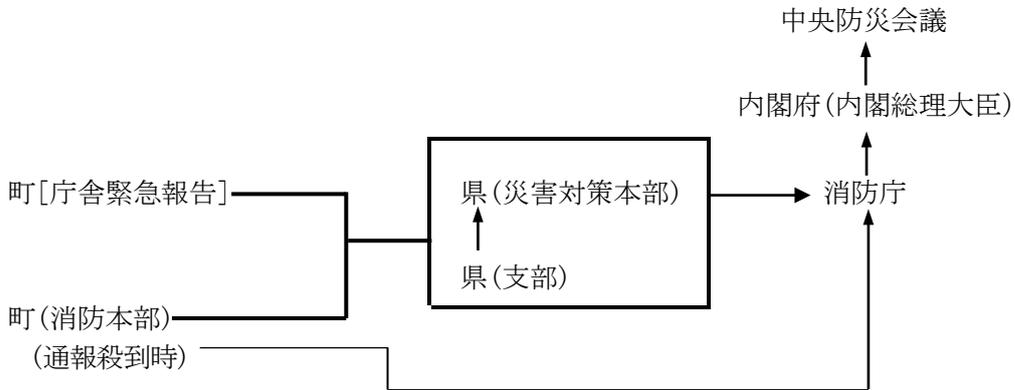 中央防災会議
内閣府(内閣総理大臣)
町[庁舎緊急報告]
県(災害対策本部)
消防庁
県(支部)
町(消防本部)
(通報殺到時)